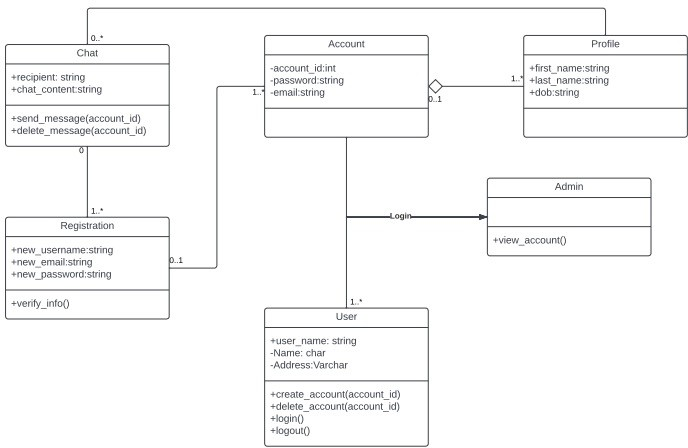 0..*
Chat
+recipient: string
+chat_content:string
+send_message(account_id)
+delete_message(account_id)
0
1..*
Account
-account_id:int
-password:string
-email:string
1..*
0..1
Profile
+first_name:string
+last_name:string
+dob:string
1..*
Registration
+new_username:string
+new_email:string
+new_password:string
+verify_info()
0..1
Login
Admin
+view_account()
1..*
User
+user_name: string
-Name: char
-Address:Varchar
+create_account(account_id)
+delete_account(account_id)
+login()
+logout()